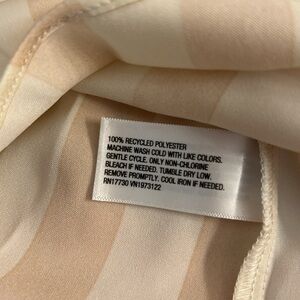 100% RECYCLED POLYESTER
MACHINE WASH COLD WITH LIKE COLORS.
GENTLE CYCLE. ONLY NON-CHLORINE
BLEACH IF NEEDED. TUMBLE DRY LOW.
REMOVE PROMPTLY. COOL IRON IF NEEDED.
RN17730 VN1973122